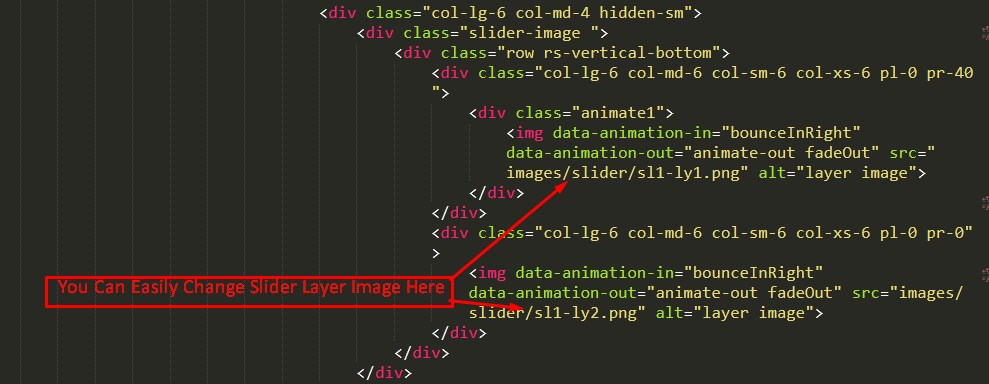 <div class="col-lg-6 col-md-4 hidden-sm">
<div class="slider-image ">
<div class="row rs-vertical-bottom">
<div class="col-lg-6 col-md-6 col-sm-6 col-xs-6 pl-0 pr-40
">
<div class="animate1">
<img data-animation-in="bounceInRight"
data-animation-out="animate-out fadeOut" src="
images/slider/sl1-ly1.png" alt="layer image">
</div>
</div>
<div class="col-lg-6 col-md-6 col-sm-6 col-xs-6 pl-0 pr-0"
>
You Can Easily Change Slider Layer Image Here
<img data-animation-in="bounceInRight"
data-animation-out="animate-out fadeOut" src="images/
slider/sl1-ly2.png" alt="layer image">
</div>
</div>
</div>